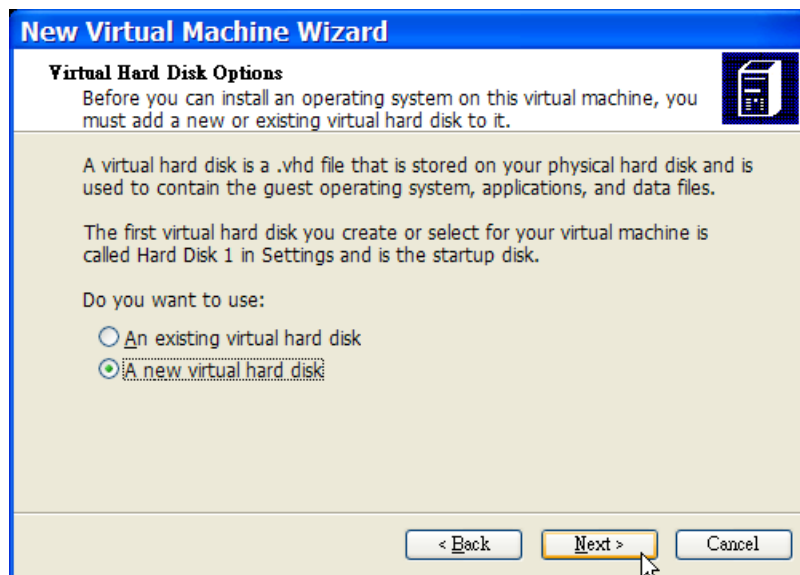 New Virtual Machine Wizard
Virtual Hard Disk Options
Before you can install an operating system on this virtual machine, you
must add a new or existing virtual hard disk to it.
A virtual hard disk is a .vhd file that is stored on your physical hard disk and is
used to contain the guest operating system, applications, and data files.
The first virtual hard disk you create or select for your virtual machine is
called Hard Disk 1 in Settings and is the startup disk.
Do you want to use:
An existing virtual hard disk
A new virtual hard disk
< Back Next > Cancel